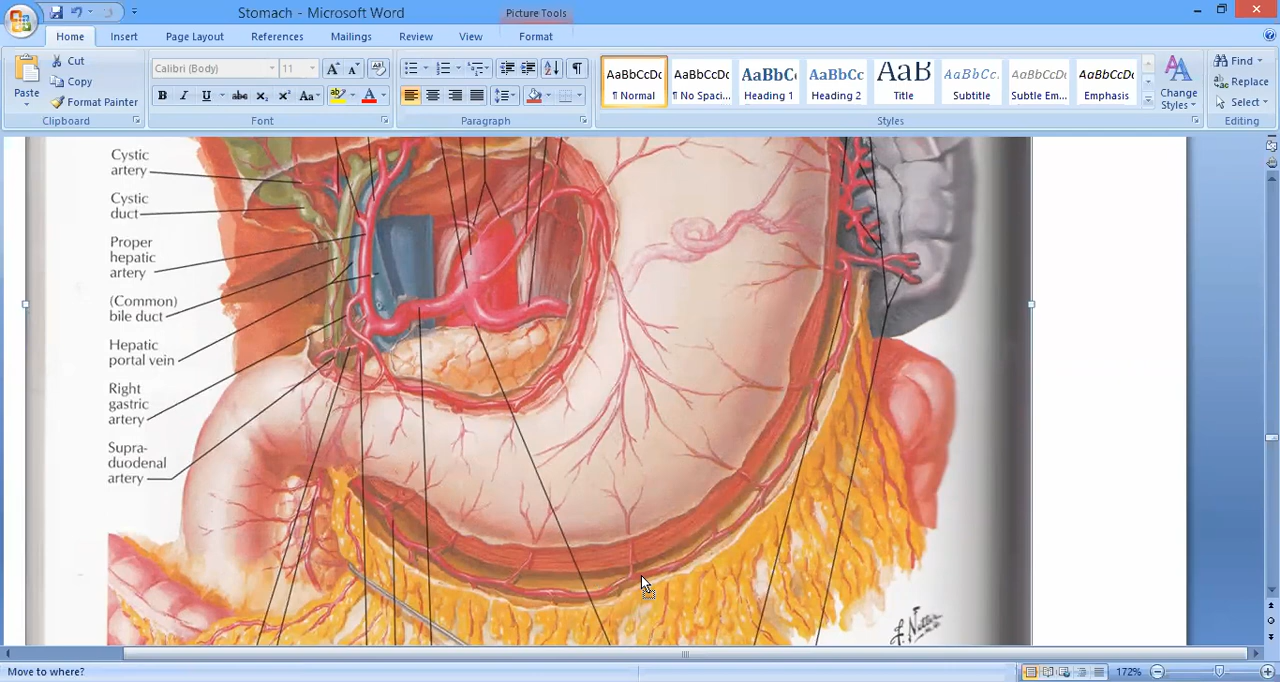 Stomach - Microsoft Word
Picture Tools
Home
Insert
Page Layout
References
Mailings
Review
View
Format
Paste
Cut
Copy
Format Painter
Clipboard
Calibri (Body)
11
Font
Paragraph
AaBbCcDc
¶ Normal
AaBbCcDc
¶ No Spaci...
AaBbC
Heading 1
AaBbCc
Heading 2
AaB
Title
AaBbCc.
Subtitle
AaBbCcDc
Subtle Em...
AaBbCcDc
Emphasis
Change
Styles
Styles
Find
Replace
Select
Editing
Cystic
artery
Cystic
duct
Proper
hepatic
artery
(Common)
bile duct
Hepatic
portal vein
Right
gastric
artery
Supra-
duodenal
artery
Move to where?
172%